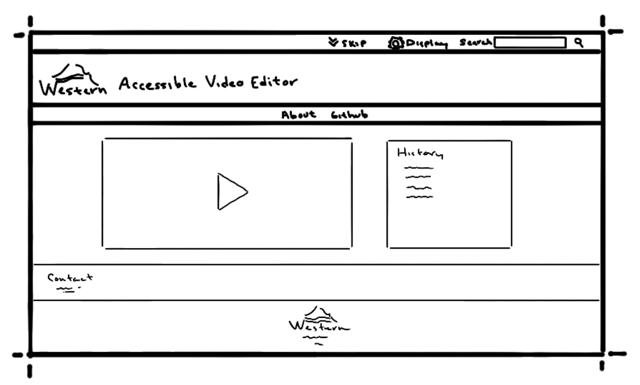 Skip Display Search
Western Accessible Video Editor
About Github
History
Contact
Western